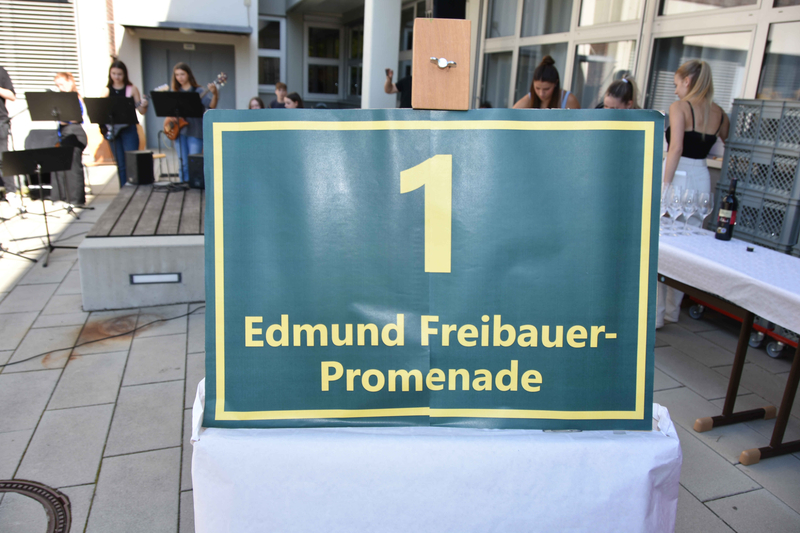 1
Edmund Freibauer-
Promenade